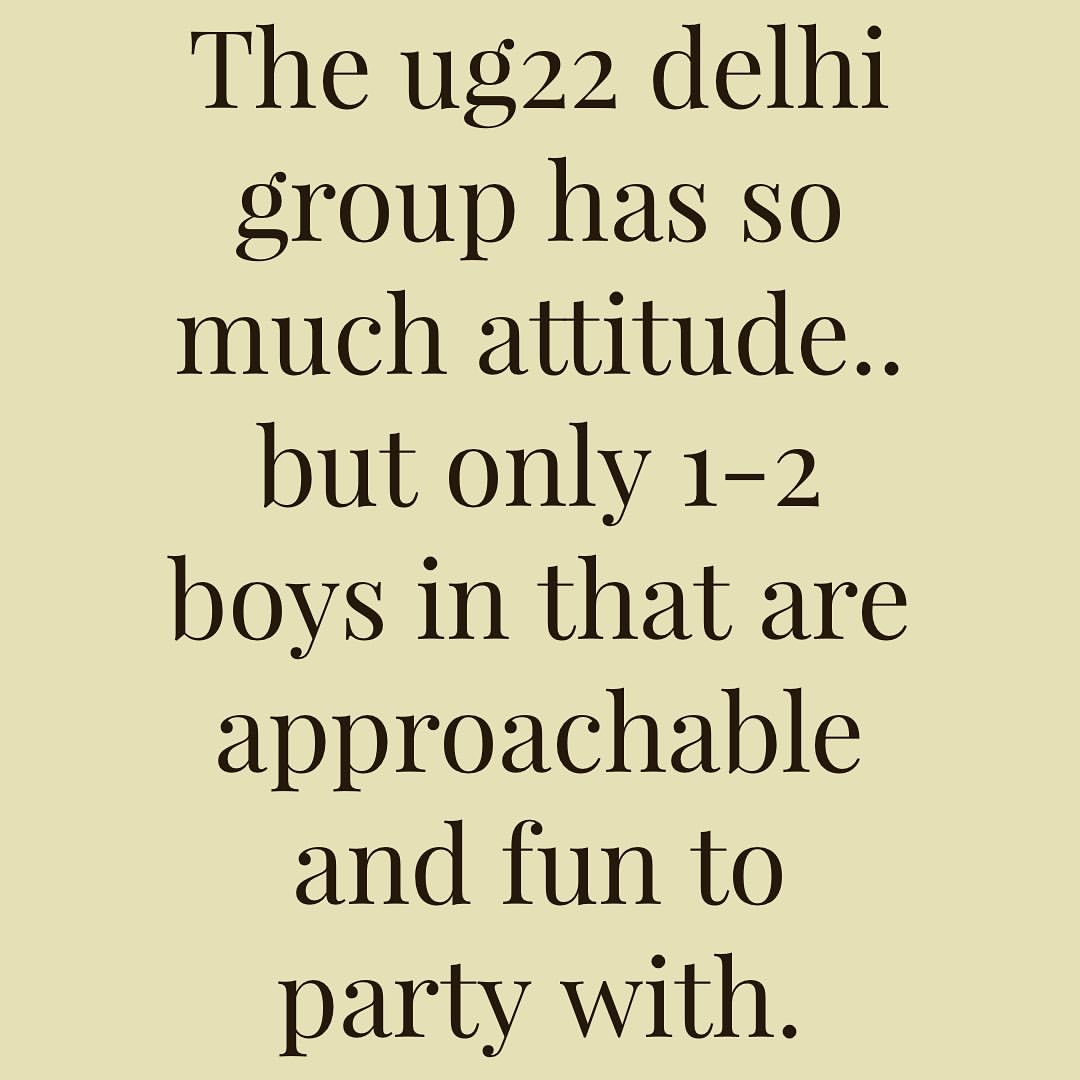 The ug22 delhi
group has so
much attitude..
but only 1-2
boys in that are
approachable
and fun to
party with.